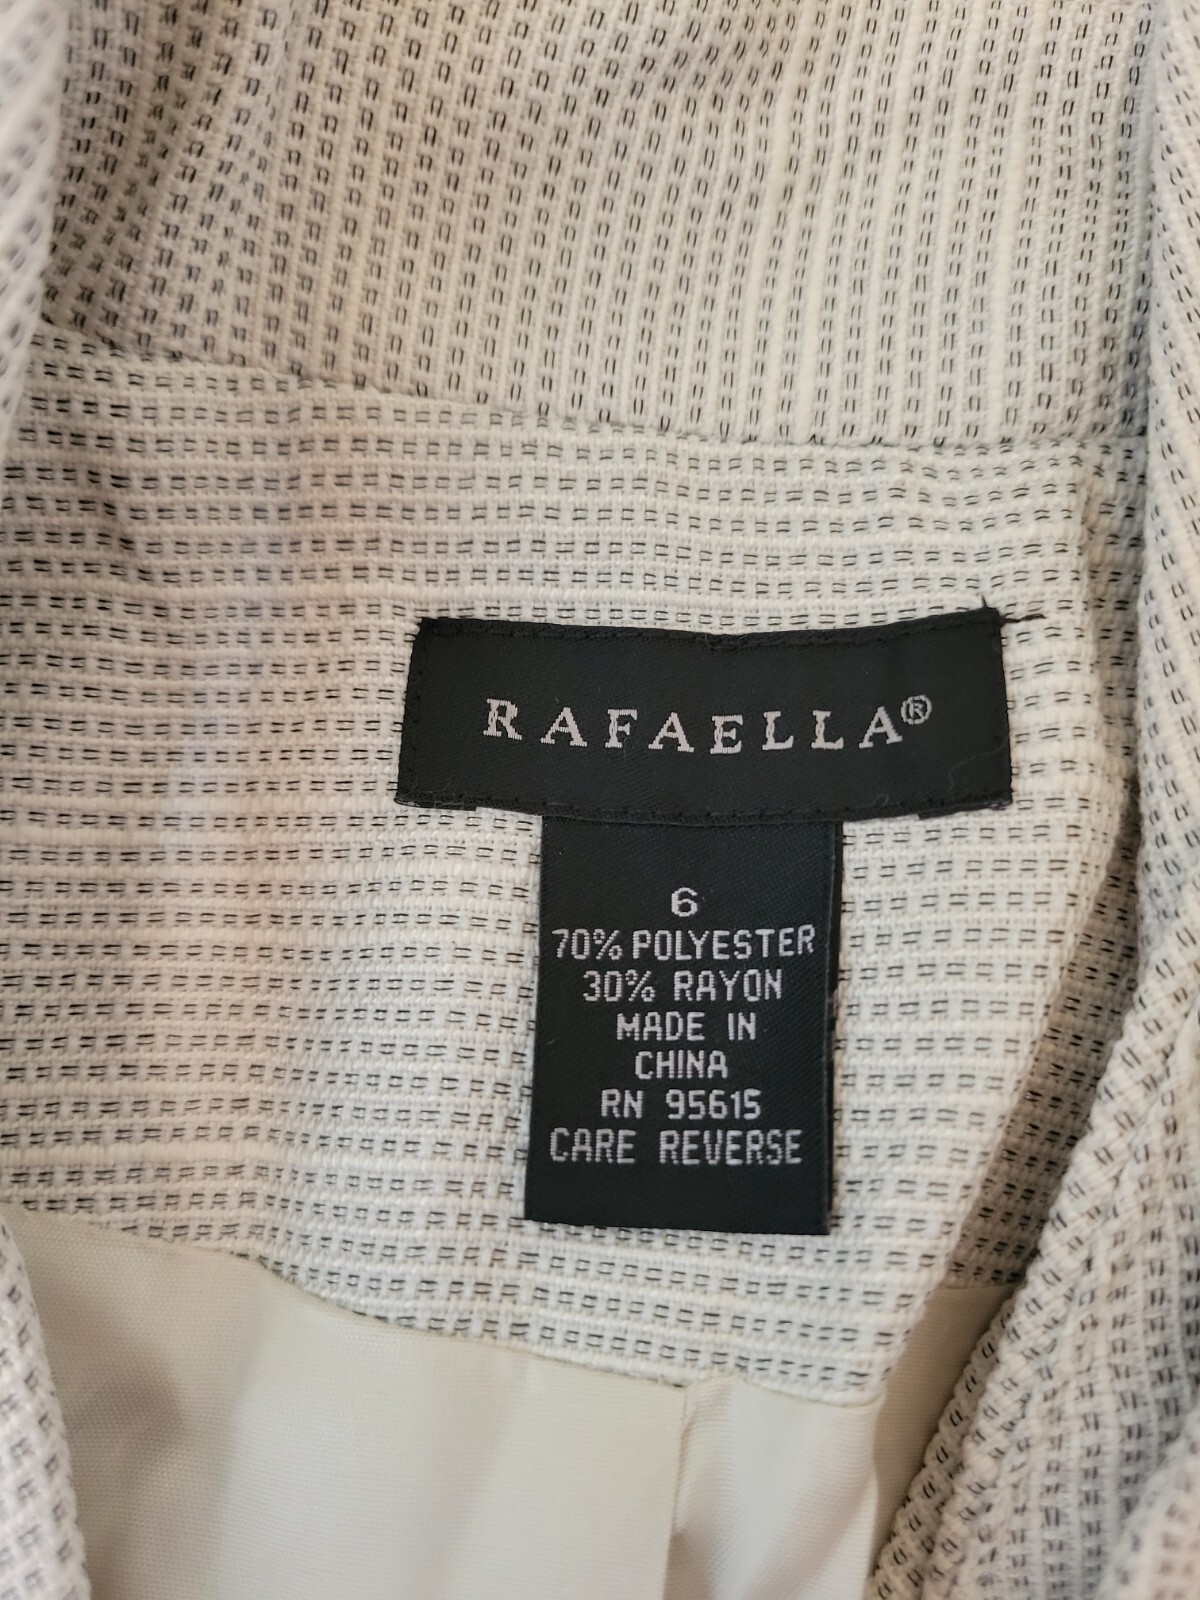 RAFAELLA®
6
70% POLYESTER
30% RAYON
MADE IN
CHINA
RN 95615
CARE REVERSE